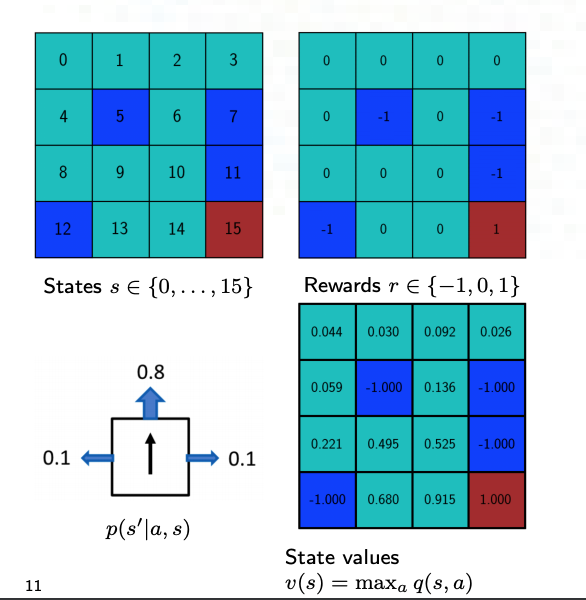 0 1 2 3
4 5 6 7
8 9 10 11
12 13 14 15
States s ∈ {0, . . . , 15}
0 0 0 0
0 -1 0 -1
0 0 0 -1
-1 0 0 1
Rewards r ∈ {−1, 0, 1}
0.8
0.1 0.1
p(s′|a, s)
0.044 0.030 0.092 0.026
0.059 -1.000 0.136 -1.000
0.221 0.495 0.525 -1.000
-1.000 0.680 0.915 1.000
State values
v(s) = maxₐ q(s, a)
11